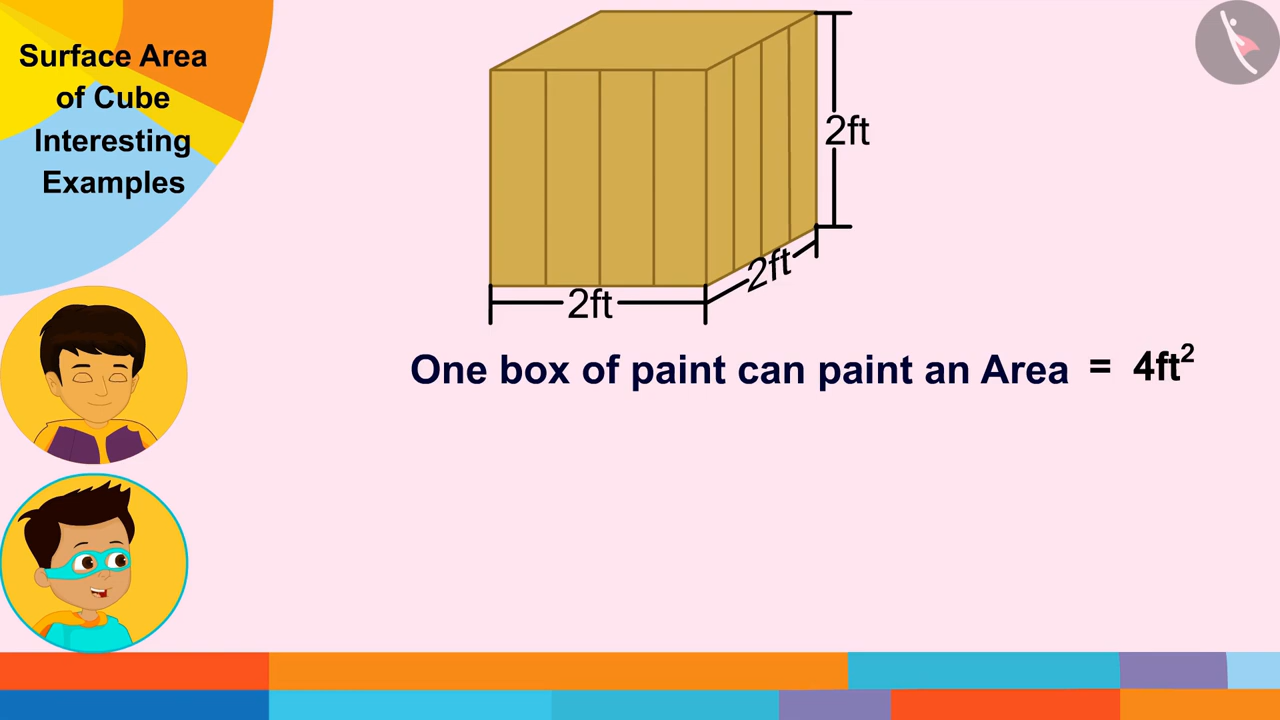 Surface Area
of Cube
Interesting
Examples
2ft
2ft
2ft
One box of paint can paint an Area = 4ft²